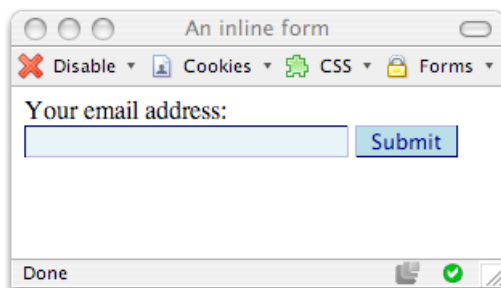 An inline form
Disable Cookies CSS Forms
Your email address:
Submit
Done